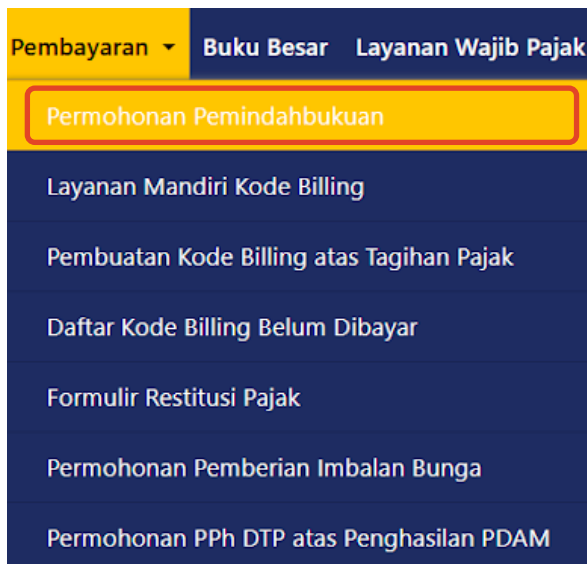 Pembayaran Buku Besar Layanan Wajib Pajak
Permohonan Pemindahbukuan
Layanan Mandiri Kode Billing
Pembuatan Kode Billing atas Tagihan Pajak
Daftar Kode Billing Belum Dibayar
Formulir Restitusi Pajak
Permohonan Pemberian Imbalan Bunga
Permohonan PPh DTP atas Penghasilan PDAM